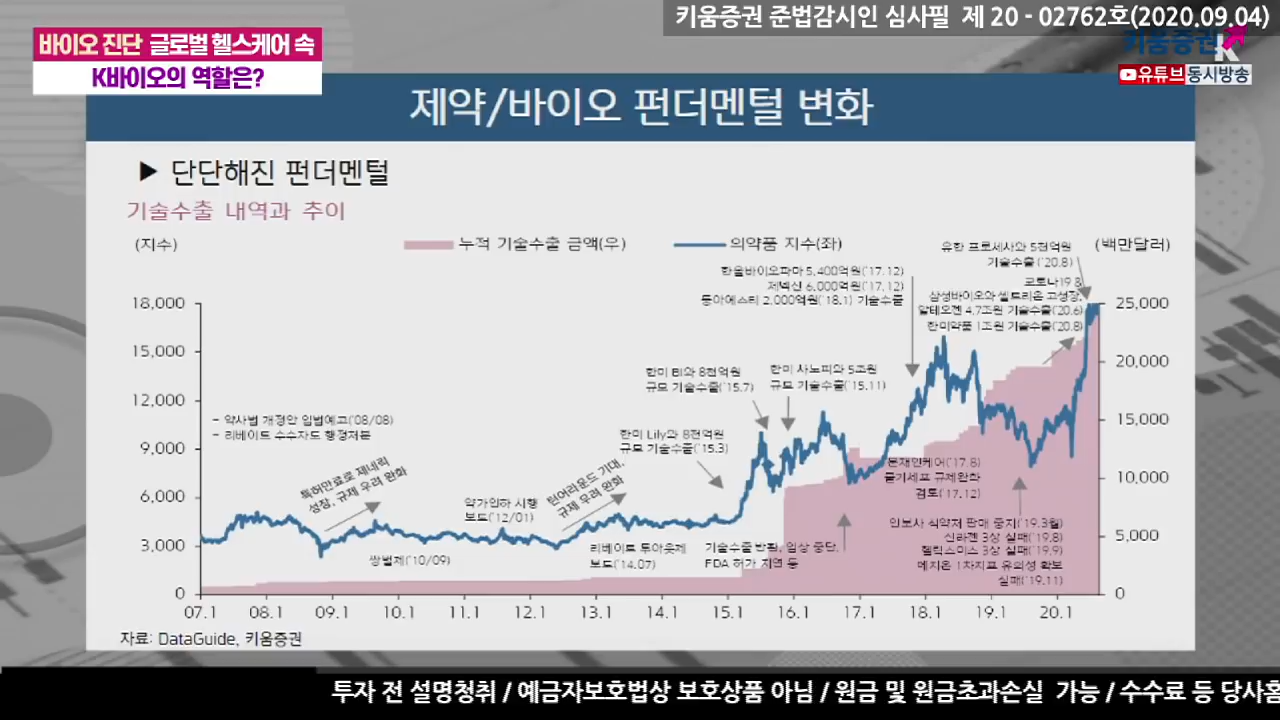 키움증권 준법감시인 심사필 제 20 - 02762호(2020.09.04)
바이오 진단 글로벌 헬스케어 속
K바이오의 역할은?
키움증권
유튜브 동시방송
제약/바이오 펀더멘털 변화
▶ 단단해진 펀더멘털
기술수출 내역과 추이
(지수)
누적 기술수출 금액(우)
의약품 지수(좌)
(백만달러)
유한 프로세사와 5천억원
기술수출('20.8)
한올바이오파마 5,400억원('17.12)
제넥신 6,000억원('17.12)
동아에스티 2,000억원('18.1) 기술수출
코로나19 &
삼성바이오와 셀트리온 고성장,
알테오젠 4.7조원 기술수출('20.6)
한미약품 1조원 기술수출('20.8)
18,000
15,000
12,000
9,000
6,000
3,000
0
25,000
20,000
15,000
10,000
5,000
0
한미 BI와 8천억원
규모 기술수출('15.7)
한미 사노피와 5조원
규모 기술수출('15.11)
- 약사법 개정안 입법예고('08/08)
- 리베이트 수수자도 행정처분
한미 Lily와 8천억원
규모 기술수출('15.3)
특허만료로 제네릭
성장, 규제 우려 완화
약가인하 시행
보도('12/01)
턴어라운드 기대,
규제 우려 완화
문재인케어('17.8)
줄기세포 규제완화
검토('17.12)
쌍벌제('10/09)
리베이트 투아웃제
보도('14.07)
기술수출 반환, 임상 중단,
FDA 허가 지연 등
인보사 식약처 판매 중지('19.3월)
신라젠 3상 실패('19.8)
헬릭스미스 3상 실패('19.9)
메지온 1차지표 유의성 확보
실패('19.11)
07.1 08.1 09.1 10.1 11.1 12.1 13.1 14.1 15.1 16.1 17.1 18.1 19.1 20.1
자료: DataGuide, 키움증권
투자 전 설명청취 / 예금자보호법상 보호상품 아님 / 원금 및 원금초과손실 가능 / 수수료 등 당사홈